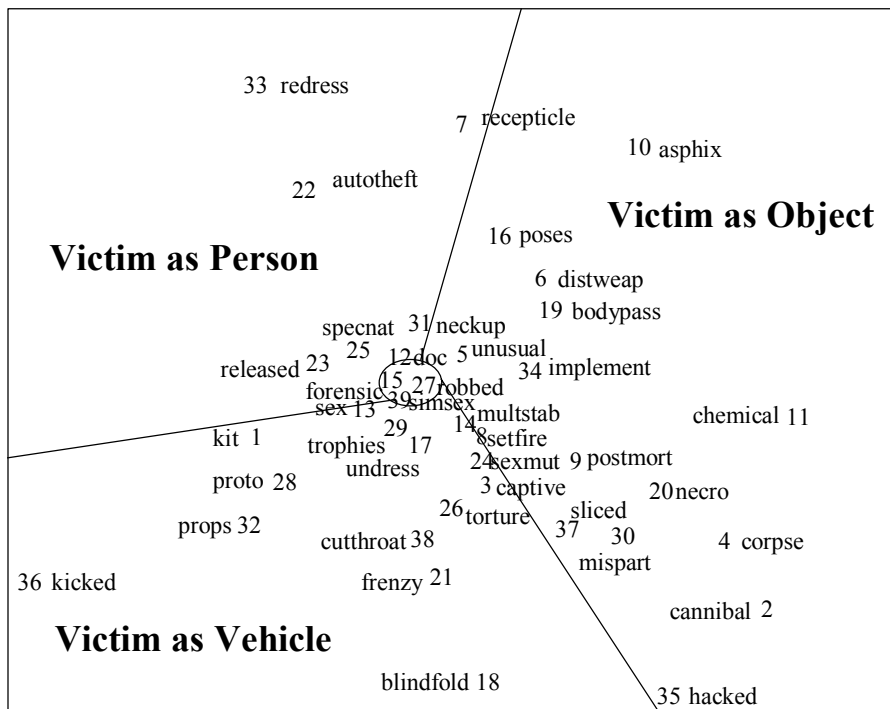 33 redress
7 recepticle
10 asphix
22 autotheft
Victim as Object
16 poses
Victim as Person
6 distweap
19 bodypass
specnat 31 neckup
25 12 doc 5 unusual
released 23 34 implement
forensic 15 27 robbed
sex 13 39 simsex
14 multstab
chemical 11
kit 1 29 8 setfire
trophies 17
24 sexmut 9 postmort
undress
proto 28 3 captive 20 necro
26 torture sliced
props 32 37 30
cutthroat 38 4 corpse
mispart
36 kicked frenzy 21
cannibal 2
Victim as Vehicle
blindfold 18
35 hacked